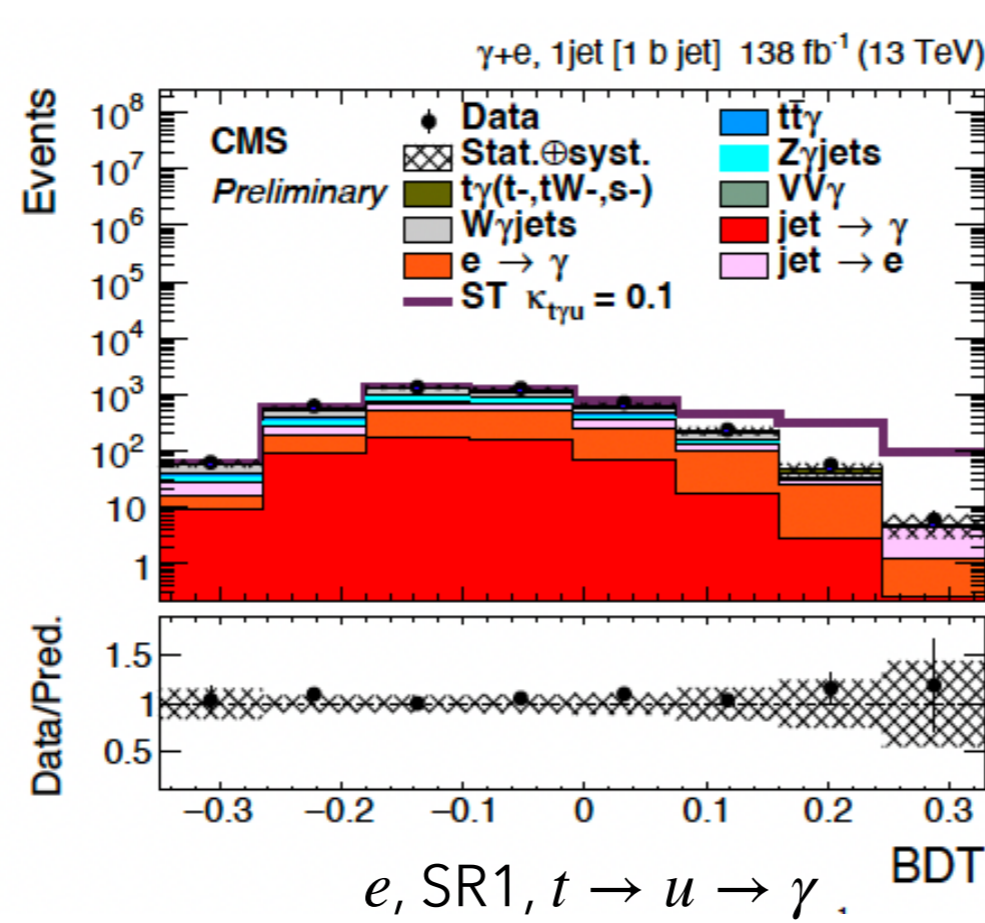 γ+e, 1jet [1 b jet] 138 fb⁻¹ (13 TeV)
Events
10⁸
10⁷
10⁶
10⁵
10⁴
10³
10²
10
1
CMS
Preliminary
Data
Stat.⊕syst.
tγ(t-,tW-,s-)
Wγjets
e → γ
ST κ_tγu = 0.1
tt̄γ
Zγjets
VVγ
jet → γ
jet → e
Data/Pred.
1.5
1
0.5
−0.3 −0.2 −0.1 0 0.1 0.2 0.3
BDT
e, SR1, t → u → γ